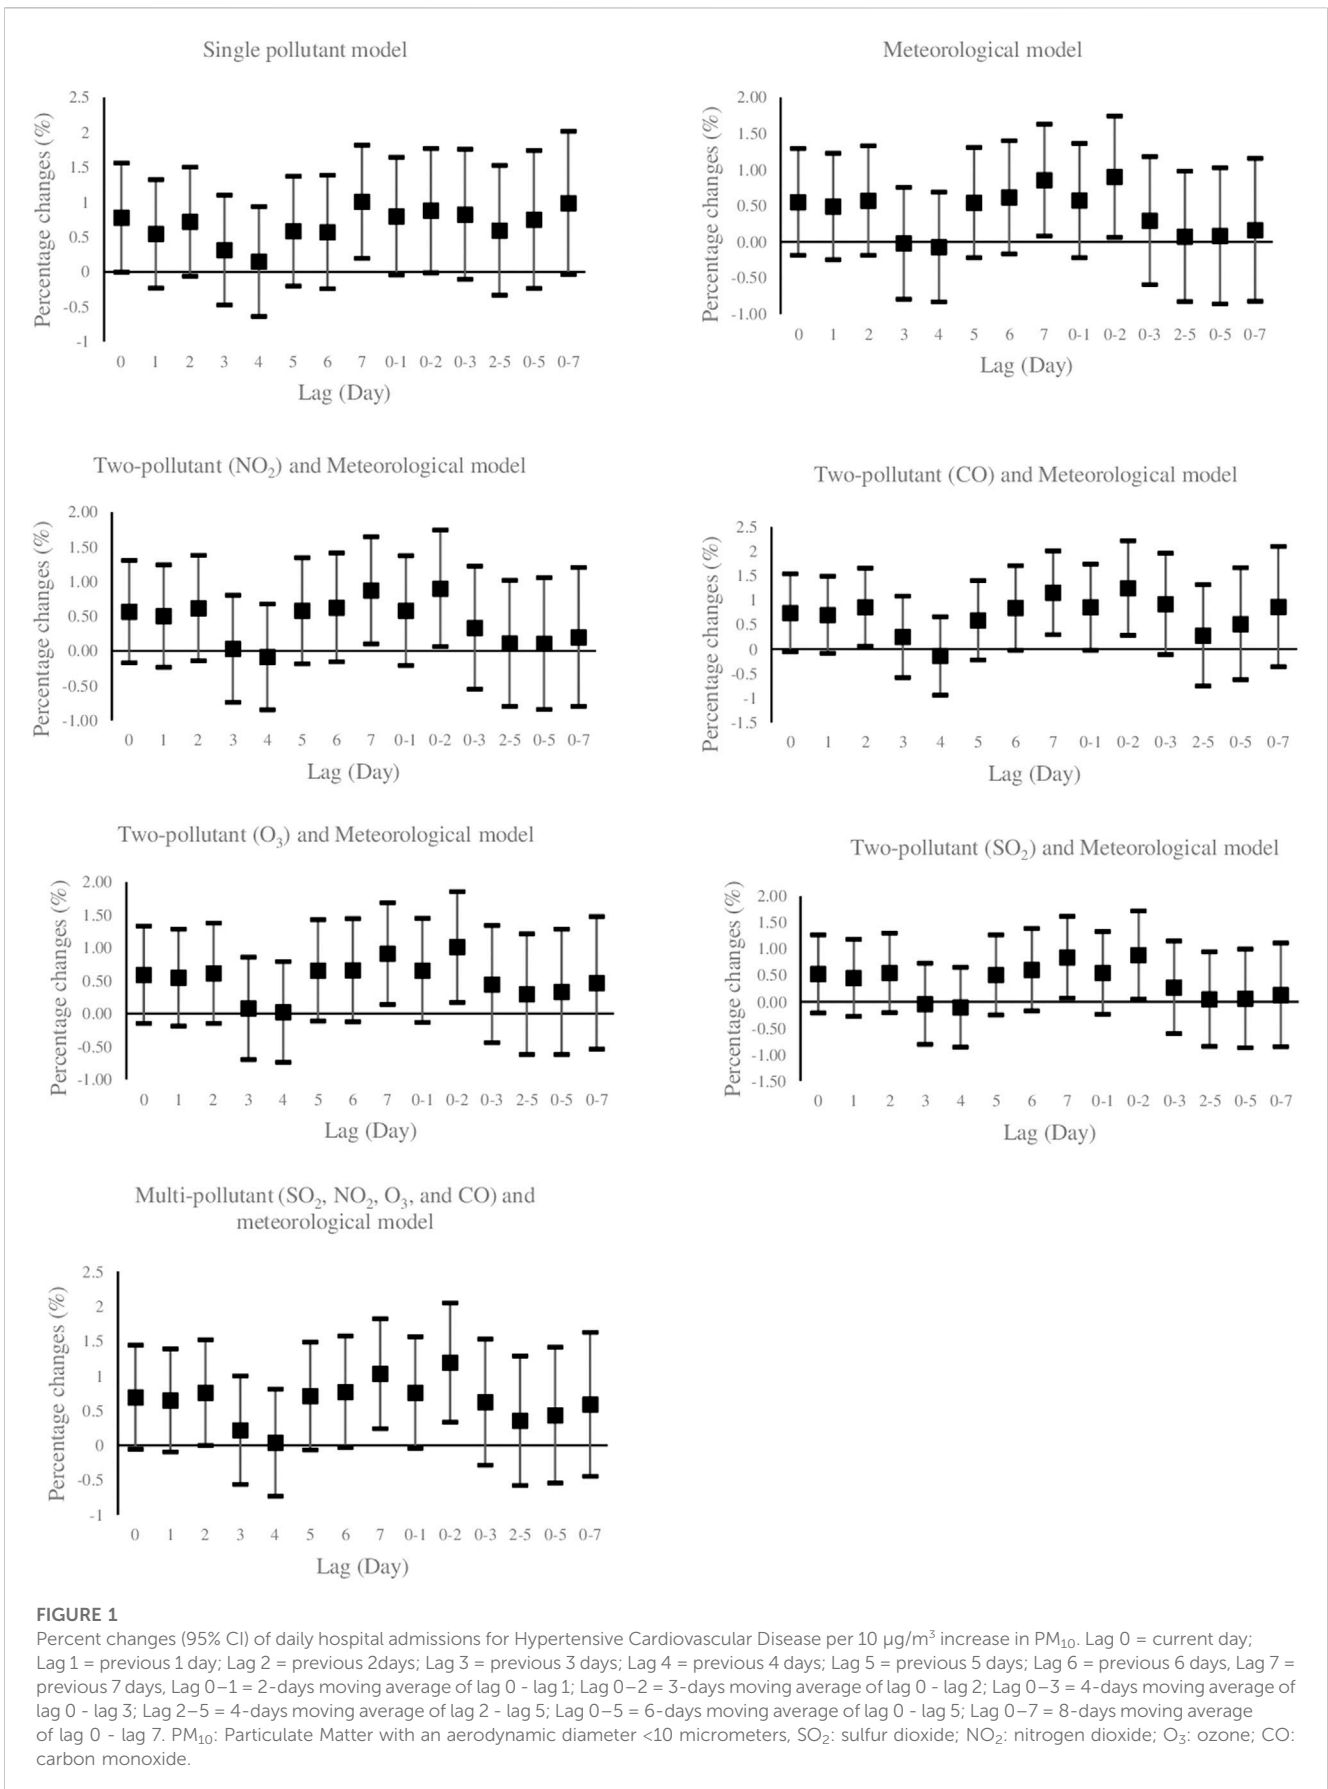 Single pollutant model
Percentage changes (%)
2.5
2
1.5
1
0.5
0
-0.5
-1
0 1 2 3 4 5 6 7 0-1 0-2 0-3 2-5 0-5 0-7
Lag (Day)
Meteorological model
Percentage changes (%)
2.00
1.50
1.00
0.50
0.00
-0.50
-1.00
0 1 2 3 4 5 6 7 0-1 0-2 0-3 2-5 0-5 0-7
Lag (Day)
Two-pollutant (NO₂) and Meteorological model
Percentage changes (%)
2.00
1.50
1.00
0.50
0.00
-0.50
-1.00
0 1 2 3 4 5 6 7 0-1 0-2 0-3 2-5 0-5 0-7
Lag (Day)
Two-pollutant (CO) and Meteorological model
Percentage changes (%)
2.5
2
1.5
1
0.5
0
-0.5
-1
-1.5
0 1 2 3 4 5 6 7 0-1 0-2 0-3 2-5 0-5 0-7
Lag (Day)
Two-pollutant (O₃) and Meteorological model
Percentage changes (%)
2.00
1.50
1.00
0.50
0.00
-0.50
-1.00
0 1 2 3 4 5 6 7 0-1 0-2 0-3 2-5 0-5 0-7
Lag (Day)
Two-pollutant (SO₂) and Meteorological model
Percentage changes (%)
2.00
1.50
1.00
0.50
0.00
-0.50
-1.00
-1.50
0 1 2 3 4 5 6 7 0-1 0-2 0-3 2-5 0-5 0-7
Lag (Day)
Multi-pollutant (SO₂, NO₂, O₃, and CO) and
meteorological model
Percentage changes (%)
2.5
2
1.5
1
0.5
0
-0.5
-1
0 1 2 3 4 5 6 7 0-1 0-2 0-3 2-5 0-5 0-7
Lag (Day)
FIGURE 1
Percent changes (95% CI) of daily hospital admissions for Hypertensive Cardiovascular Disease per 10 µg/m³ increase in PM₁₀. Lag 0 = current day;
Lag 1 = previous 1 day; Lag 2 = previous 2days; Lag 3 = previous 3 days; Lag 4 = previous 4 days; Lag 5 = previous 5 days; Lag 6 = previous 6 days, Lag 7 =
previous 7 days, Lag 0–1 = 2-days moving average of lag 0 - lag 1; Lag 0–2 = 3-days moving average of lag 0 - lag 2; Lag 0–3 = 4-days moving average of
lag 0 - lag 3; Lag 2–5 = 4-days moving average of lag 2 - lag 5; Lag 0–5 = 6-days moving average of lag 0 - lag 5; Lag 0–7 = 8-days moving average
of lag 0 - lag 7. PM₁₀: Particulate Matter with an aerodynamic diameter <10 micrometers, SO₂: sulfur dioxide; NO₂: nitrogen dioxide; O₃: ozone; CO:
carbon monoxide.